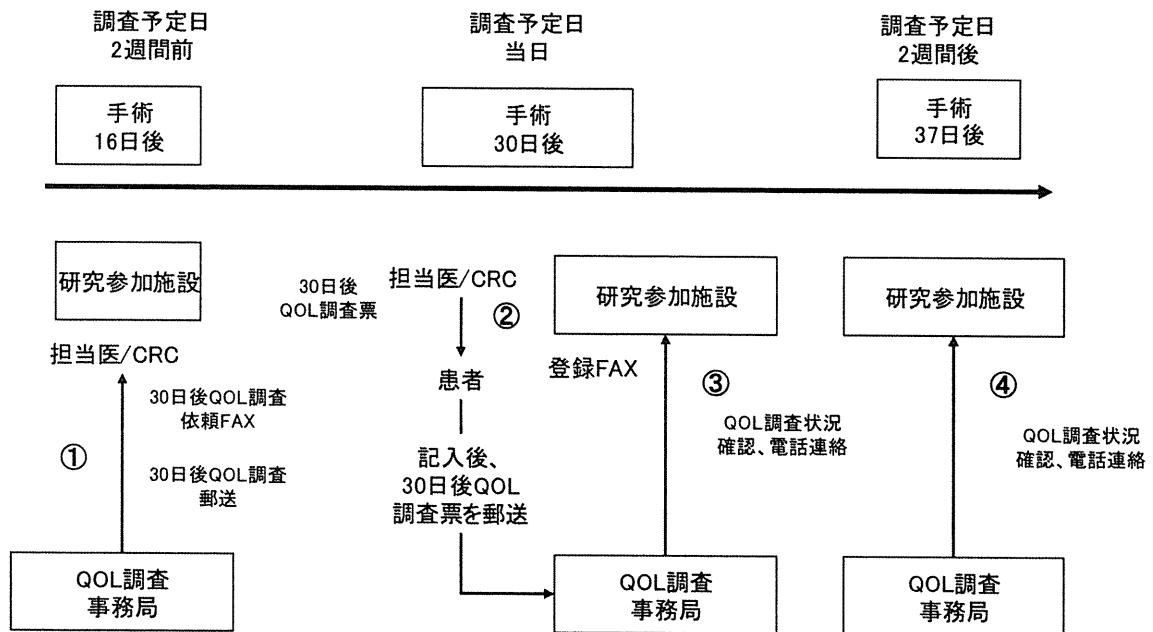 調査予定日
2週間前
調査予定日
当日
調査予定日
2週間後
手術
16日後
手術
30日後
手術
37日後
研究参加施設
担当医/CRC
30日後QOL調査
依頼FAX
①
30日後QOL調査
郵送
QOL調査
事務局
30日後
QOL調査票
担当医/CRC
②
患者
記入後、
30日後QOL
調査票を郵送
研究参加施設
登録FAX
③
QOL調査状況
確認、電話連絡
QOL調査
事務局
研究参加施設
④
QOL調査状況
確認、電話連絡
QOL調査
事務局